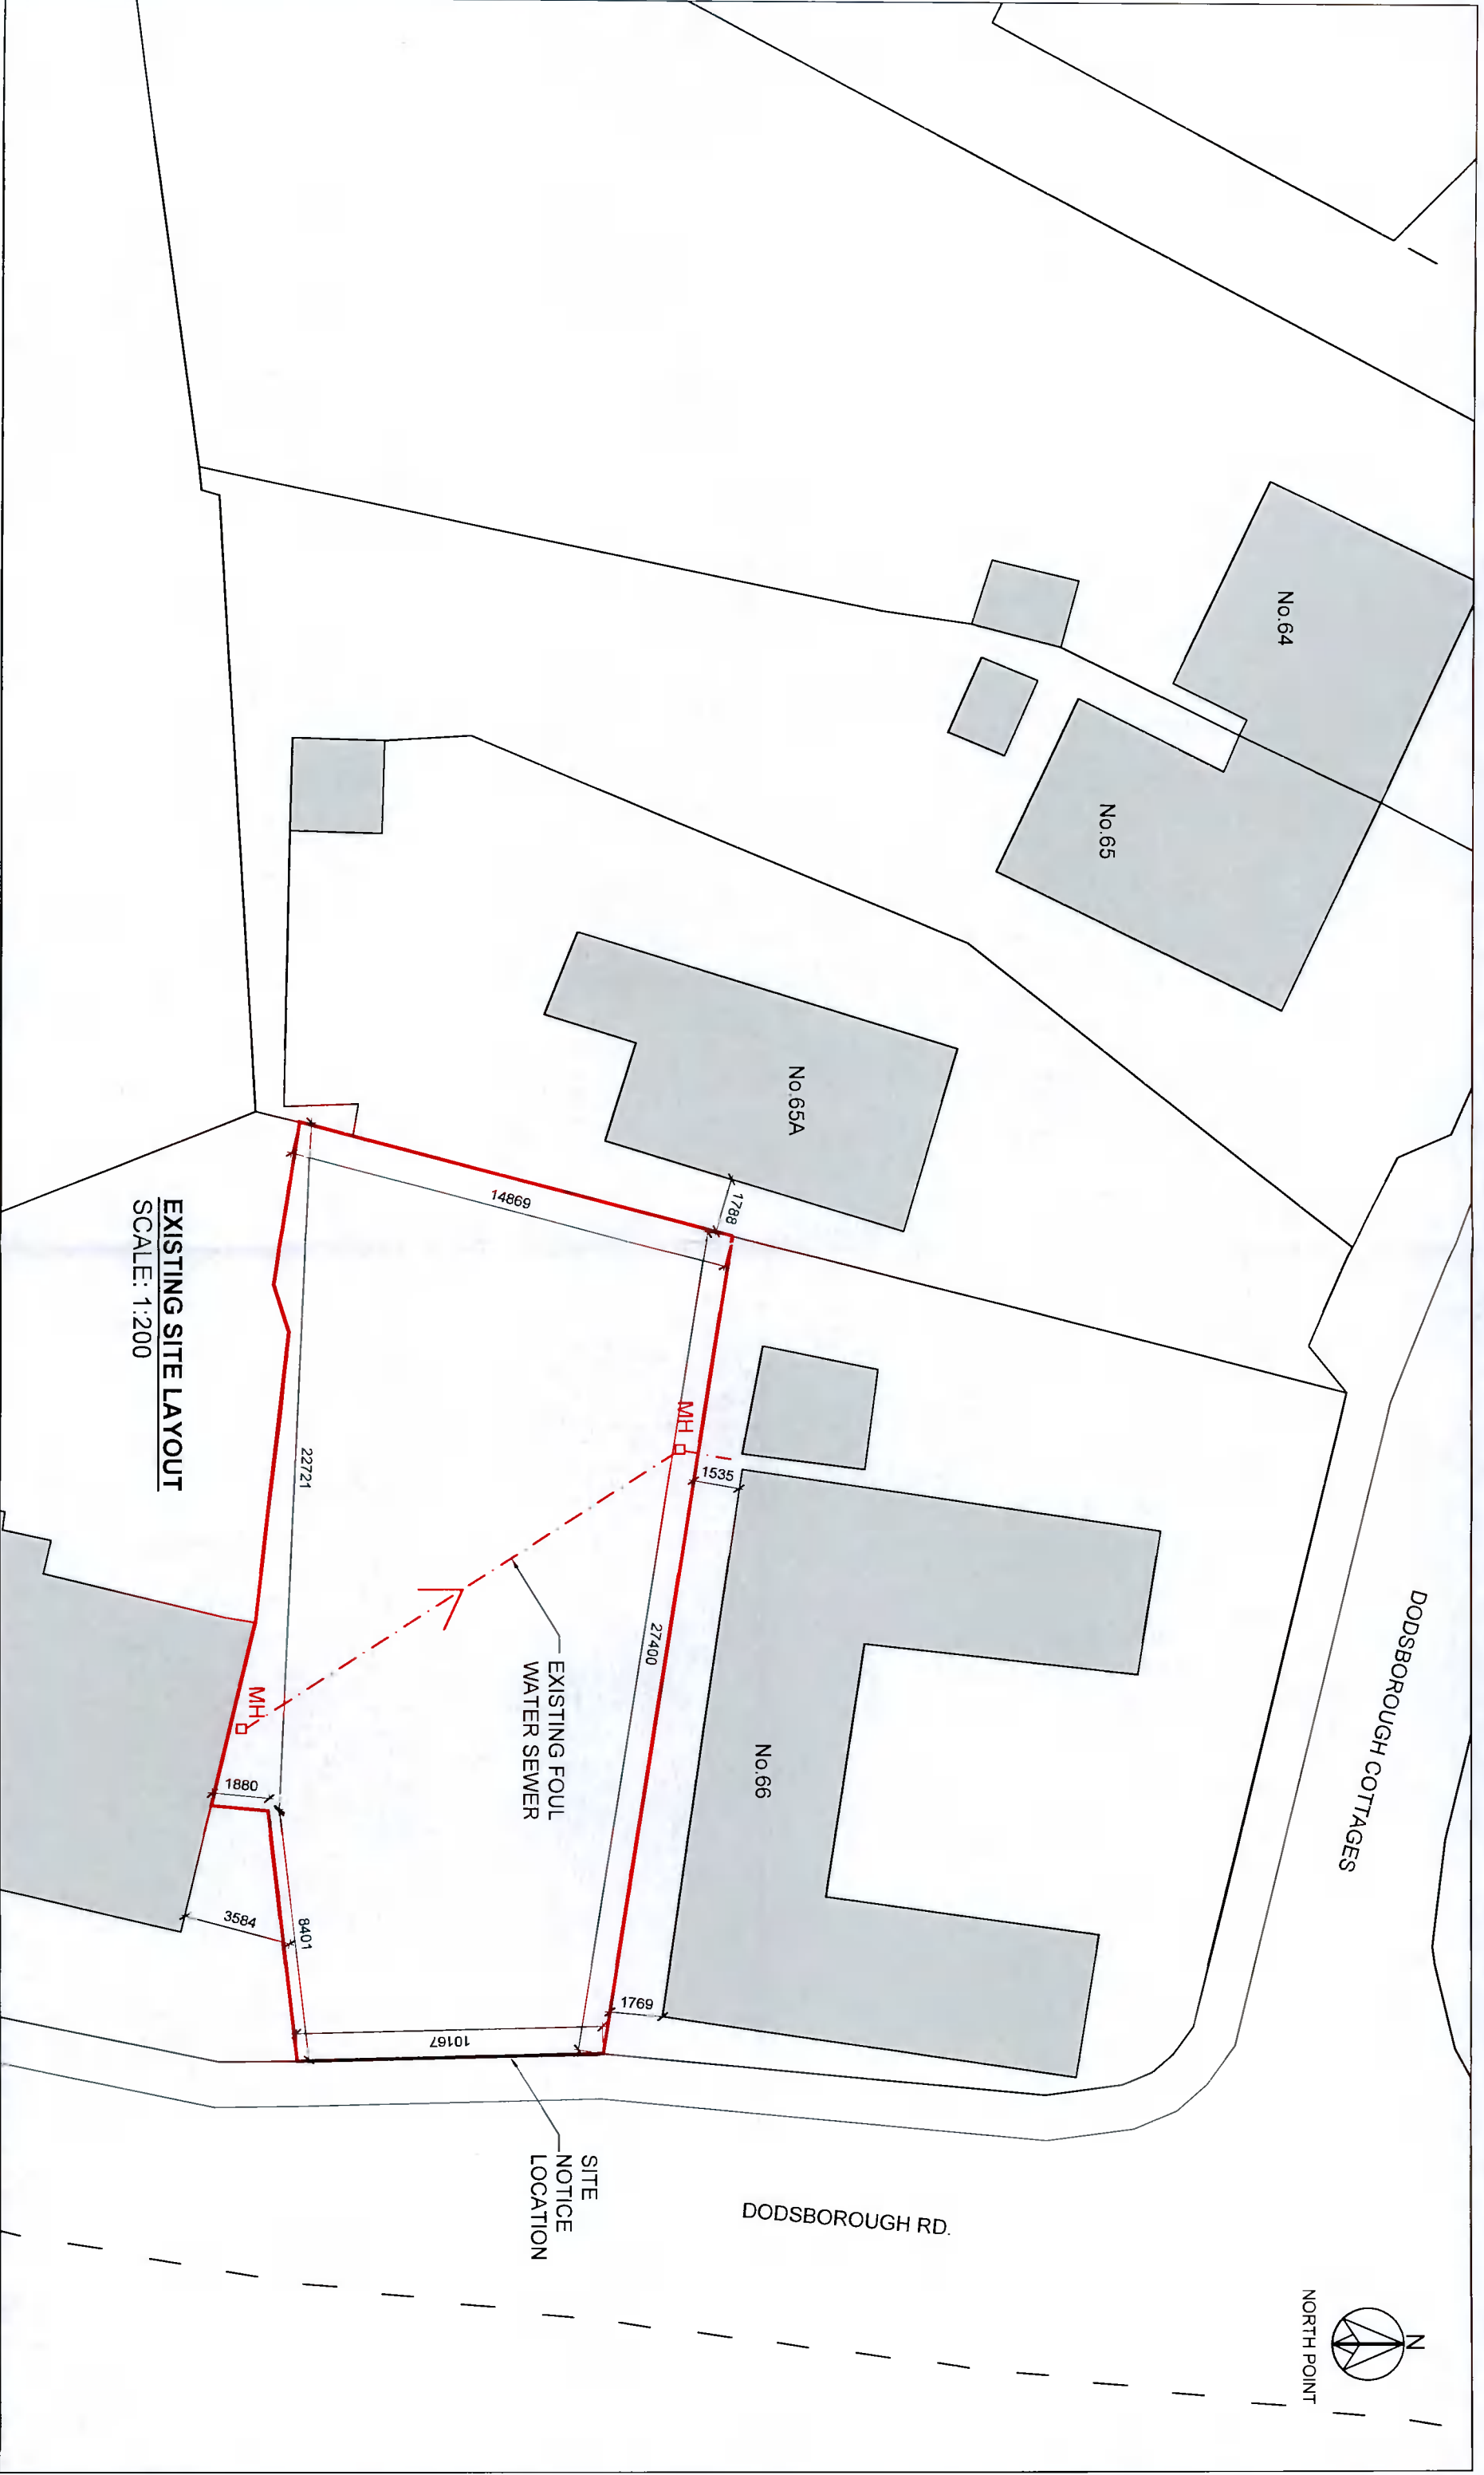 No.64
No.65
No.65A
No.66
DODSBOROUGH COTTAGES
DODSBOROUGH RD.
N
NORTH POINT
1788
14869
MH
1535
27400
22721
EXISTING FOUL
WATER SEWER
MH
1880
3584
8401
10167
1769
SITE
NOTICE
LOCATION
EXISTING SITE LAYOUT
SCALE: 1:200